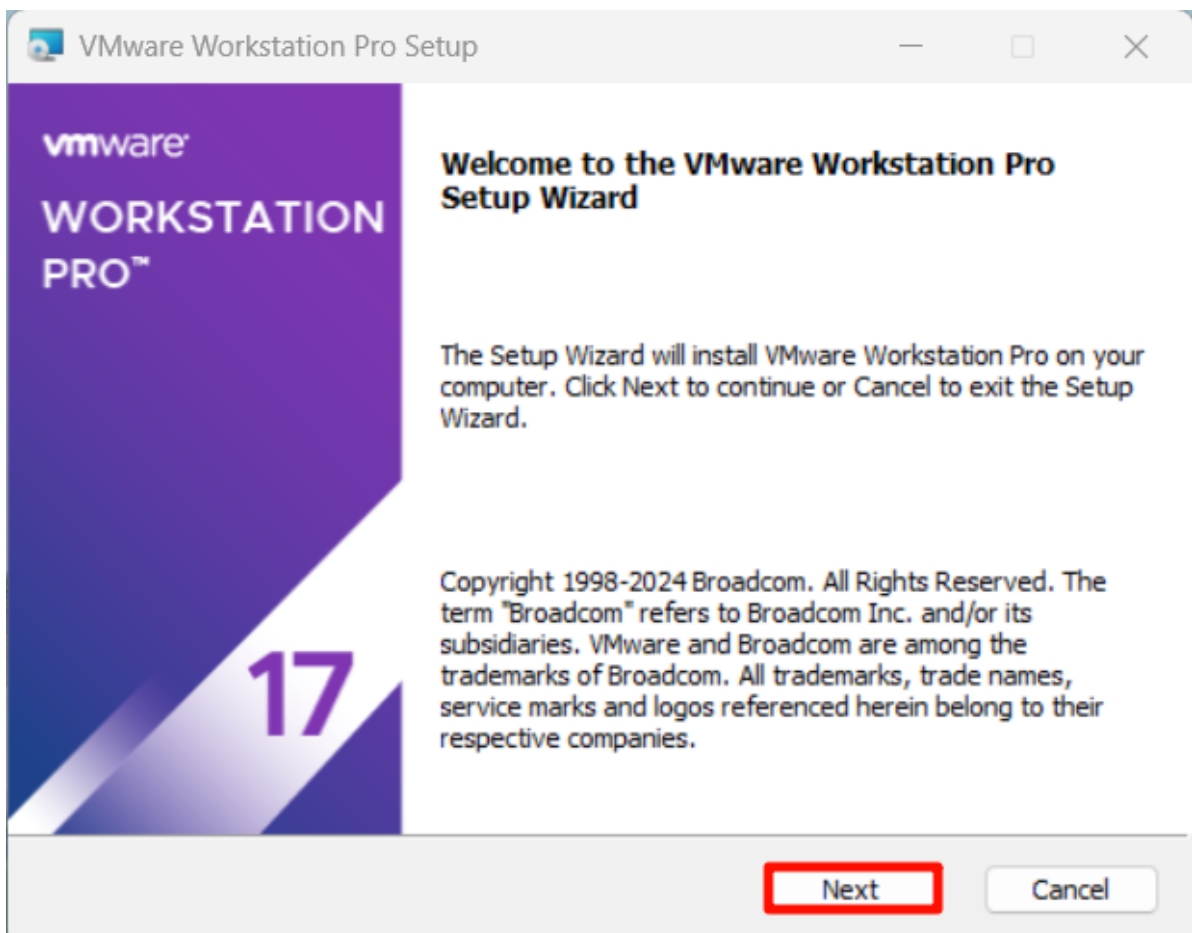 VMware Workstation Pro Setup
vmware®
WORKSTATION
PRO™
17
Welcome to the VMware Workstation Pro
Setup Wizard
The Setup Wizard will install VMware Workstation Pro on your
computer. Click Next to continue or Cancel to exit the Setup
Wizard.
Copyright 1998-2024 Broadcom. All Rights Reserved. The
term "Broadcom" refers to Broadcom Inc. and/or its
subsidiaries. VMware and Broadcom are among the
trademarks of Broadcom. All trademarks, trade names,
service marks and logos referenced herein belong to their
respective companies.
Next
Cancel